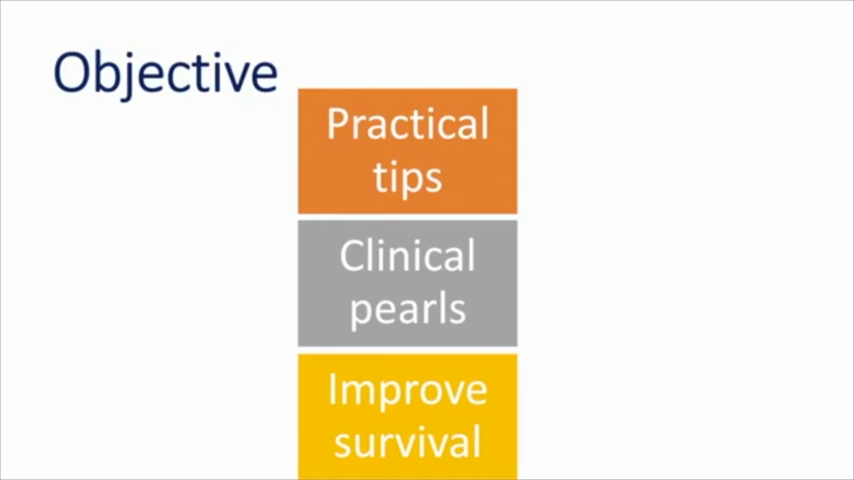 Objective
Practical
tips
Clinical
pearls
Improve
survival